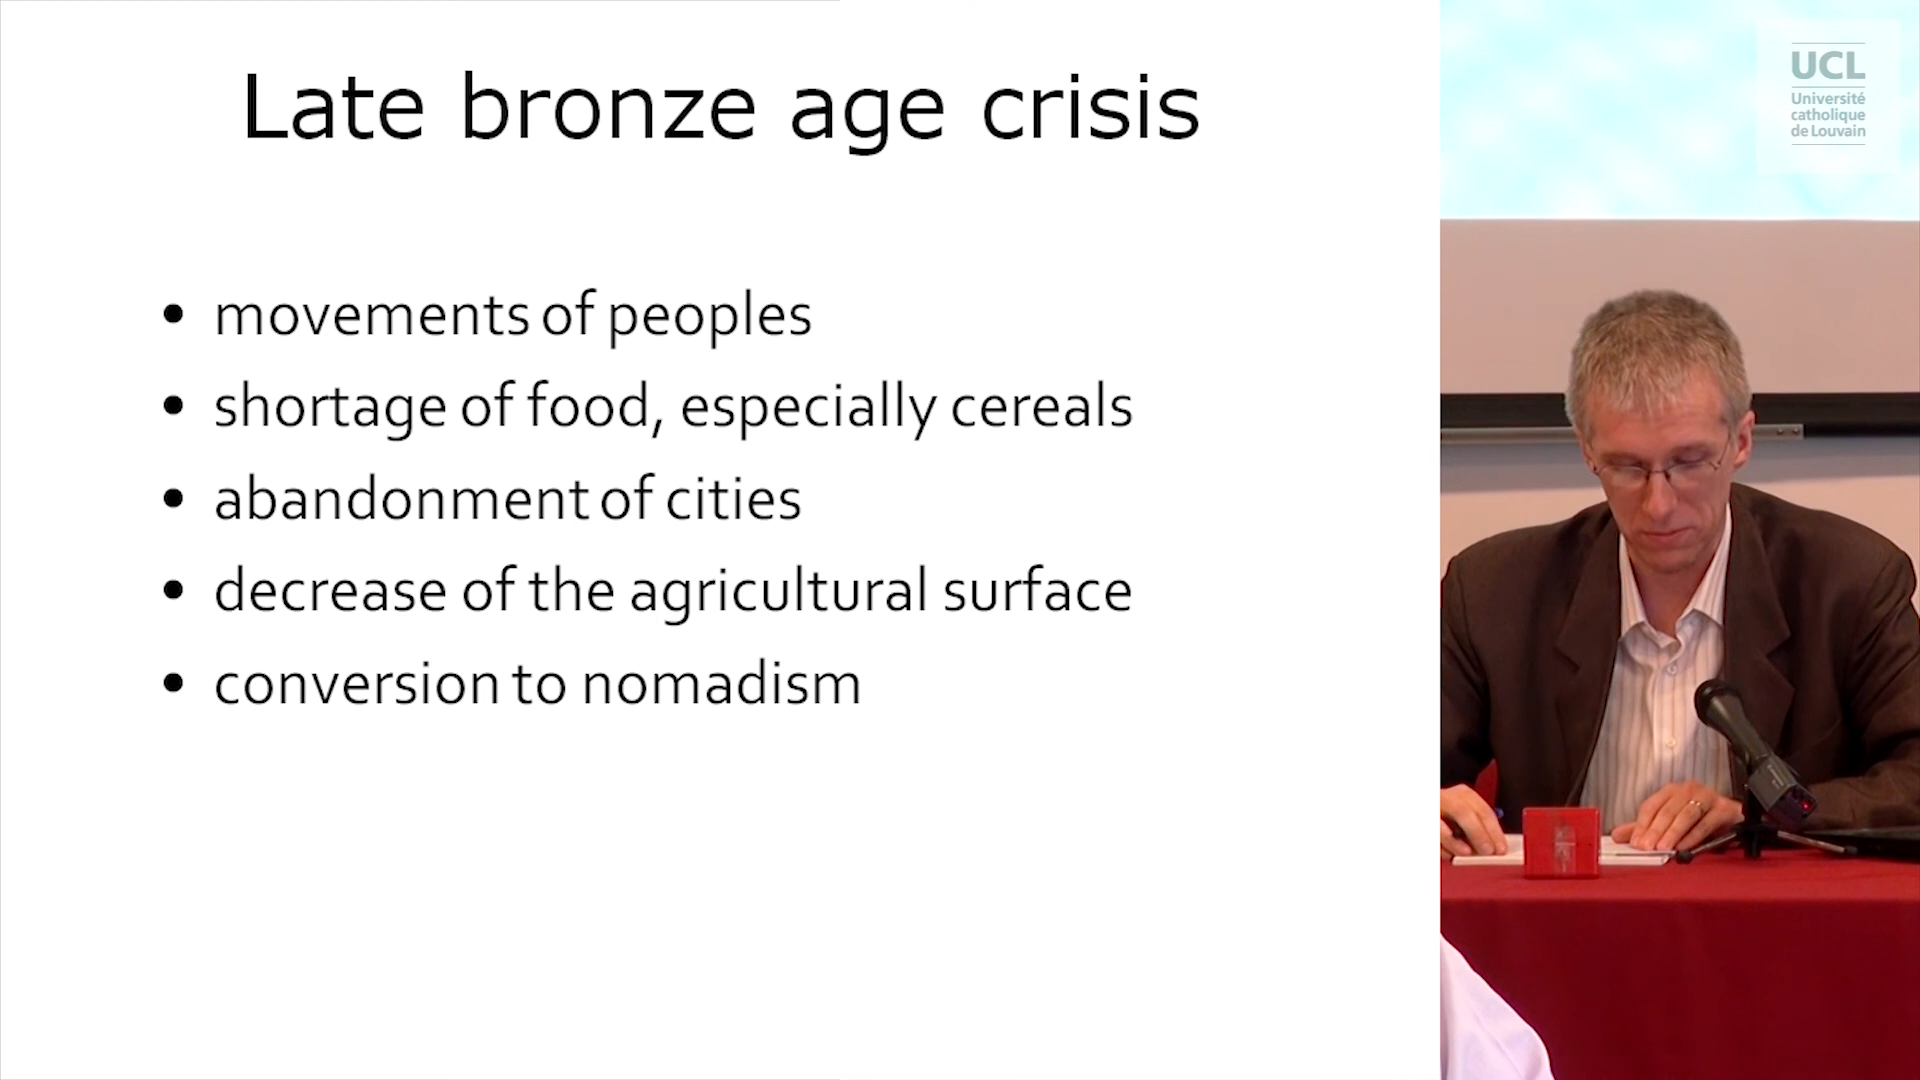 Late bronze age crisis
• movements of peoples
• shortage of food, especially cereals
• abandonment of cities
• decrease of the agricultural surface
• conversion to nomadism
UCL
Université
catholique
de Louvain